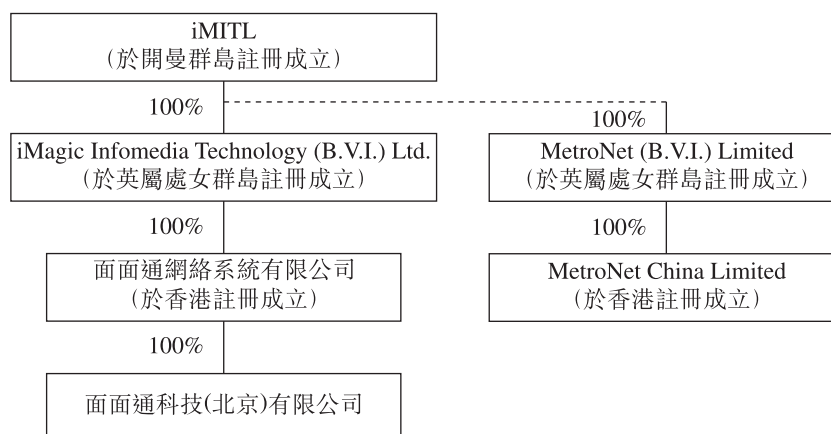 iMITL
（於開曼群島註冊成立）
100%
100%
iMagic Infomedia Technology (B.V.I.) Ltd.
（於英屬處女群島註冊成立）
MetroNet (B.V.I.) Limited
（於英屬處女群島註冊成立）
100%
100%
面面通網絡系統有限公司
（於香港註冊成立）
MetroNet China Limited
（於香港註冊成立）
100%
面面通科技(北京)有限公司